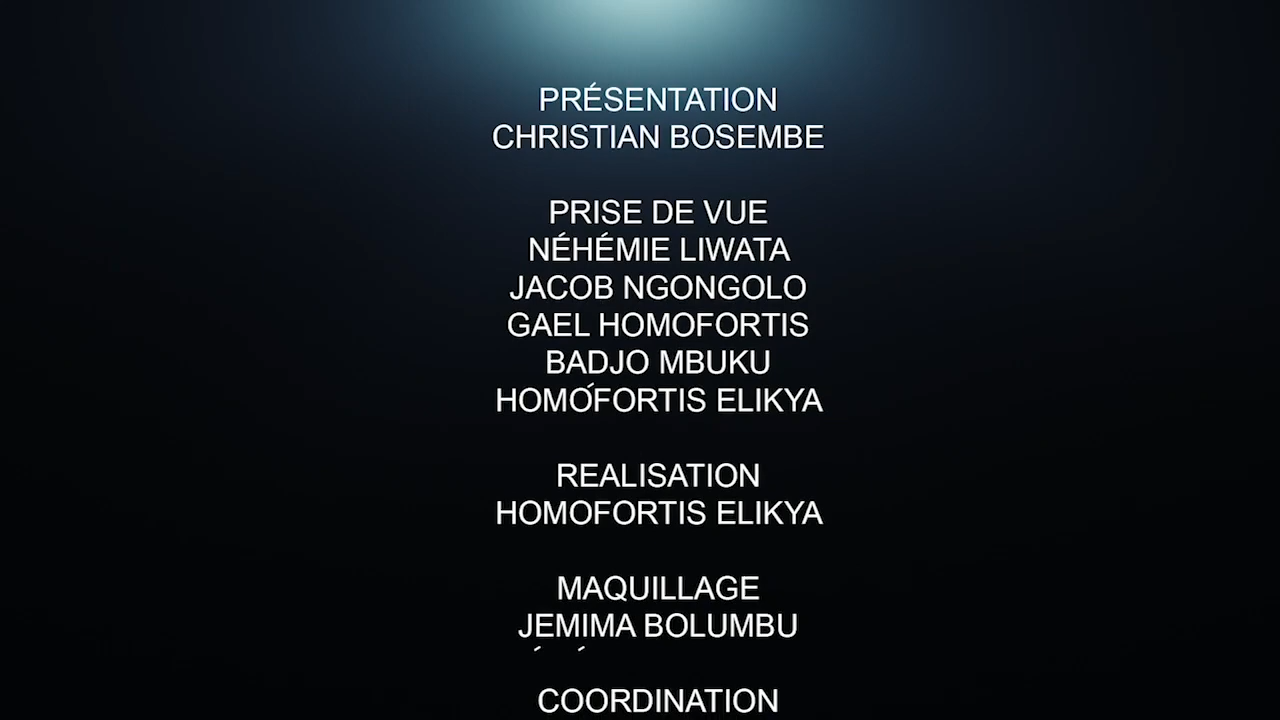 PRÉSENTATION
CHRISTIAN BOSEMBE
PRISE DE VUE
NÉHÉMIE LIWATA
JACOB NGONGOLO
GAEL HOMOFORTIS
BADJO MBUKU
HOMOFORTIS ELIKYA
REALISATION
HOMOFORTIS ELIKYA
MAQUILLAGE
JEMIMA BOLUMBU
COORDINATION